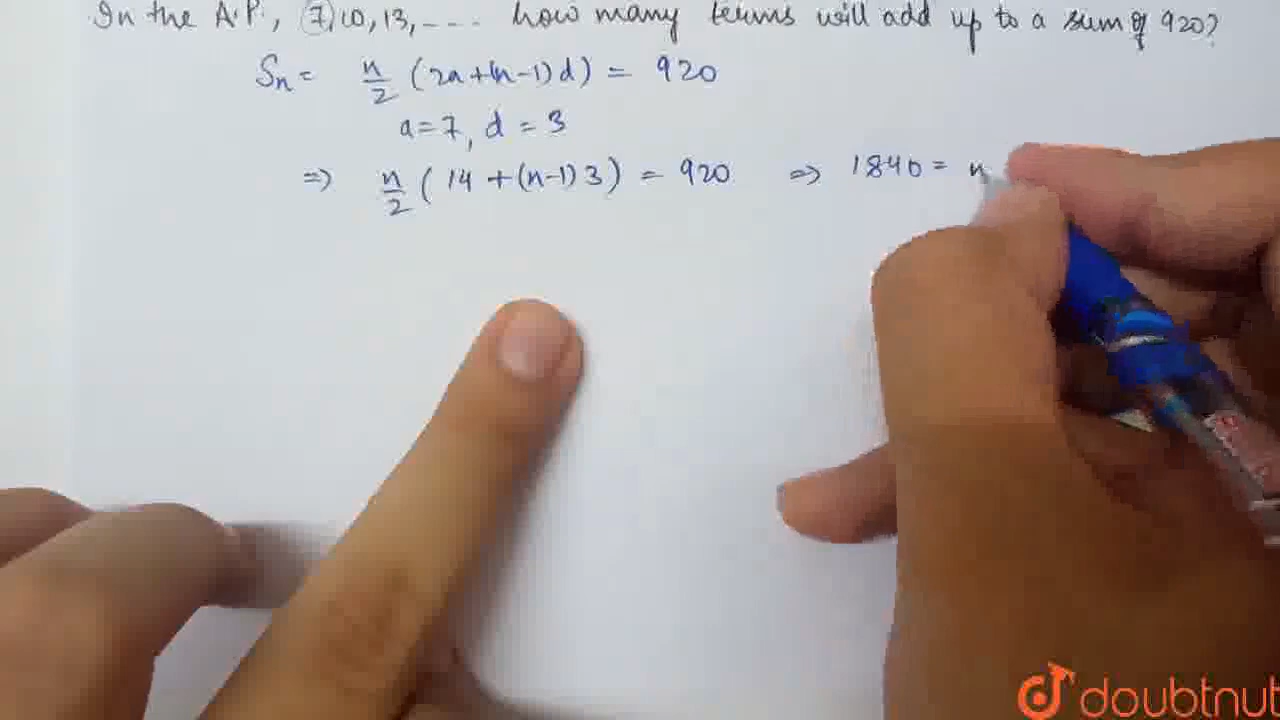 In the A.P., 7, 10, 13, .... how many terms will add up to a sum of 920?
Sn = n/2 (2a+(n-1)d) = 920
a=7, d = 3
⇒ n/2 (14 + (n-1)3) = 920 ⇒ 1840 = n
doubtnut